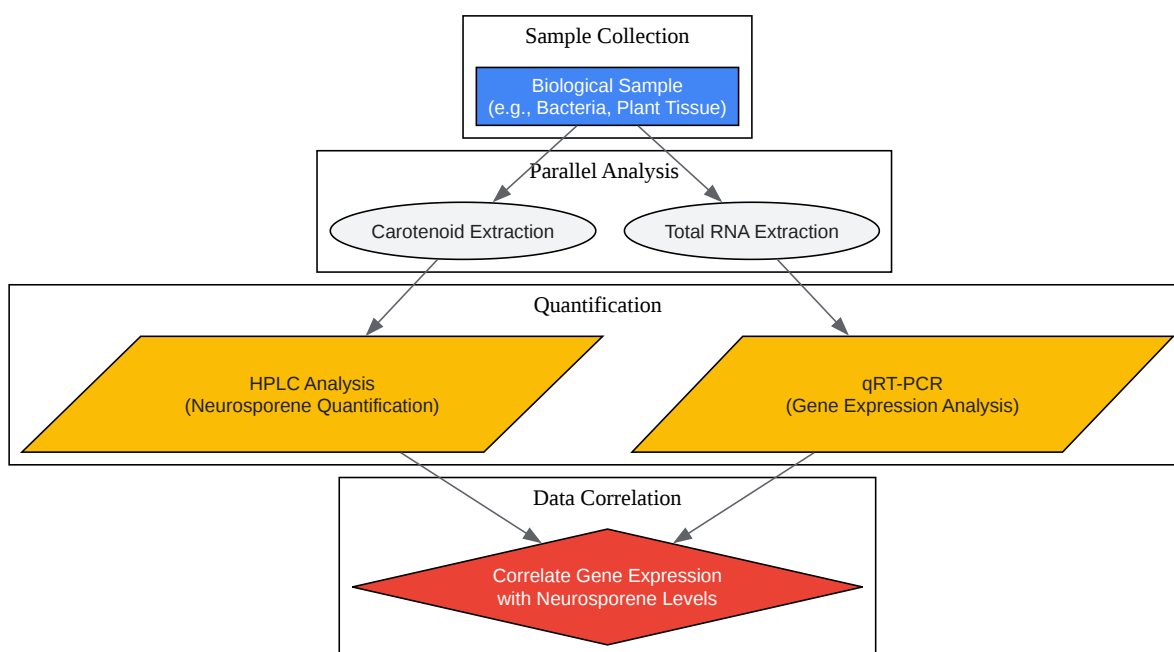 Sample Collection
Biological Sample
(e.g., Bacteria, Plant Tissue)
Parallel Analysis
Carotenoid Extraction
Total RNA Extraction
Quantification
HPLC Analysis
(Neurosporene Quantification)
qRT-PCR
(Gene Expression Analysis)
Data Correlation
Correlate Gene Expression
with Neurosporene Levels